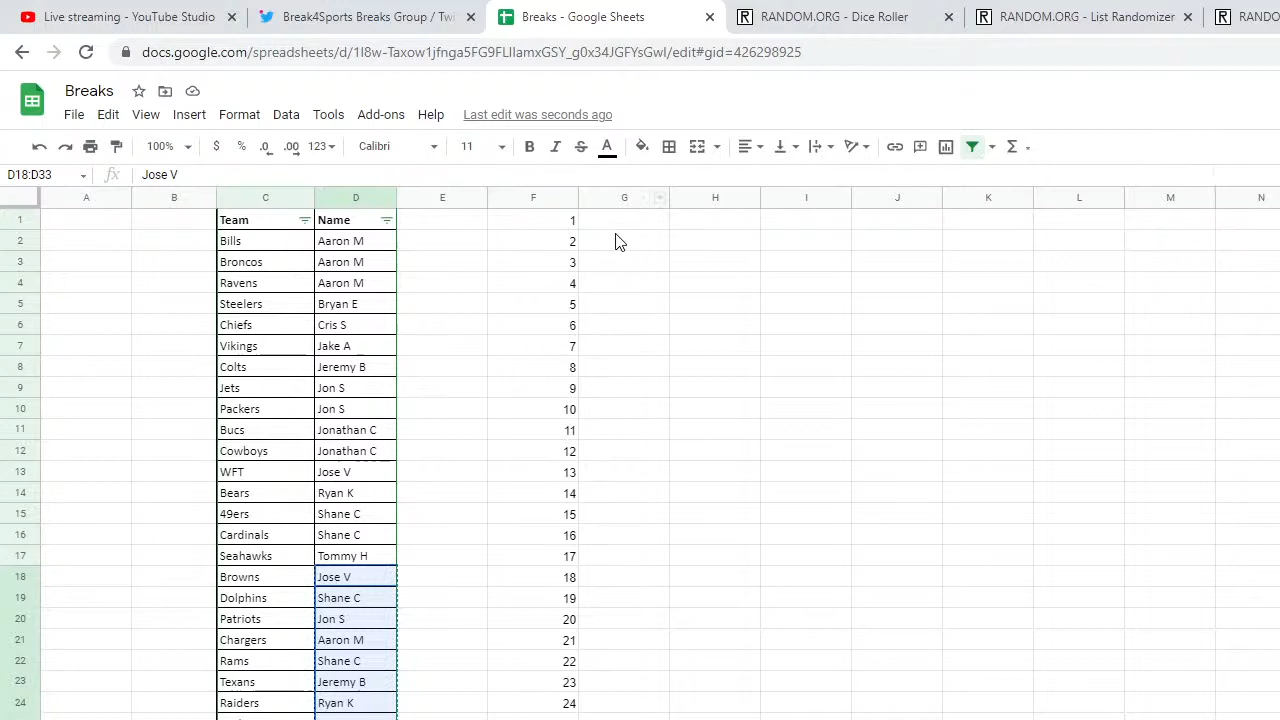 Live streaming - YouTube Studio
Break4Sports Breaks Group / Twi
Breaks - Google Sheets
RANDOM.ORG - Dice Roller
RANDOM.ORG - List Randomizer
RANDO
docs.google.com/spreadsheets/d/1I8w-Taxow1jfnga5FG9FLIlamxGSY_g0x34JGFYsGwI/edit#gid=426298925
Breaks
File Edit View Insert Format Data Tools Add-ons Help Last edit was seconds ago
100% $ % .0 .00 123 Calibri 11 B I S A Σ
D18:D33 fx Jose V
A B C D E F G H I J K L M N
1 Team Name 1
2 Bills Aaron M 2
3 Broncos Aaron M 3
4 Ravens Aaron M 4
5 Steelers Bryan E 5
6 Chiefs Cris S 6
7 Vikings Jake A 7
8 Colts Jeremy B 8
9 Jets Jon S 9
10 Packers Jon S 10
11 Bucs Jonathan C 11
12 Cowboys Jonathan C 12
13 WFT Jose V 13
14 Bears Ryan K 14
15 49ers Shane C 15
16 Cardinals Shane C 16
17 Seahawks Tommy H 17
18 Browns Jose V 18
19 Dolphins Shane C 19
20 Patriots Jon S 20
21 Chargers Aaron M 21
22 Rams Shane C 22
23 Texans Jeremy B 23
24 Raiders Ryan K 24